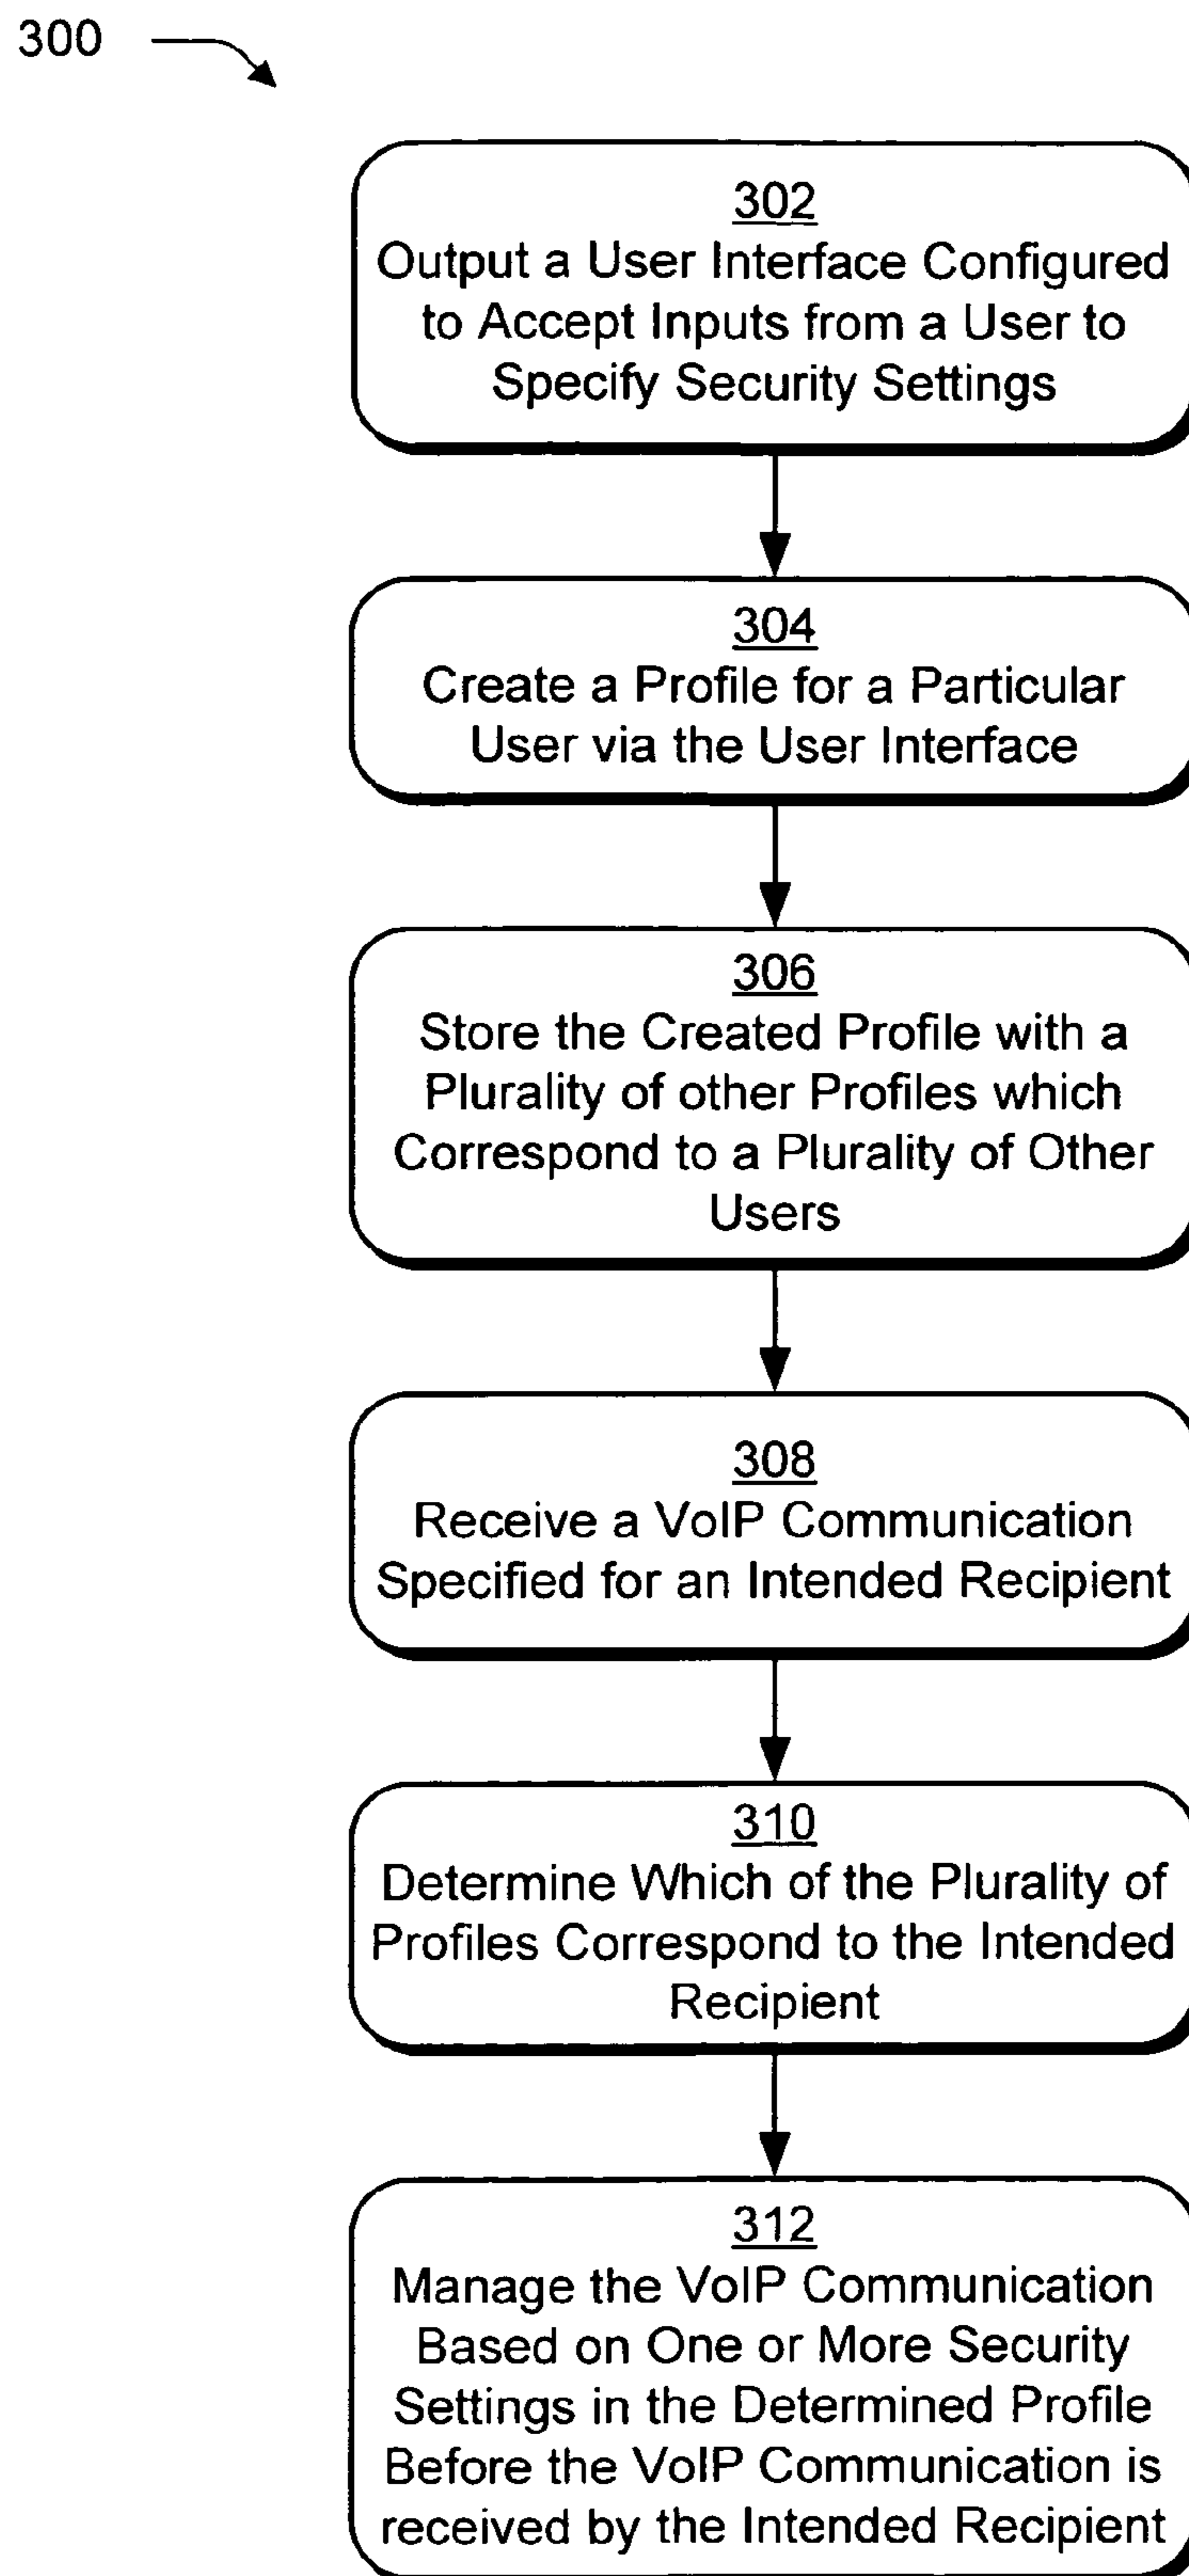 300
302
Output a User Interface Configured
to Accept Inputs from a User to
Specify Security Settings
304
Create a Profile for a Particular
User via the User Interface
306
Store the Created Profile with a
Plurality of other Profiles which
Correspond to a Plurality of Other
Users
308
Receive a VoIP Communication
Specified for an Intended Recipient
310
Determine Which of the Plurality of
Profiles Correspond to the Intended
Recipient
312
Manage the VoIP Communication
Based on One or More Security
Settings in the Determined Profile
Before the VoIP Communication is
received by the Intended Recipient